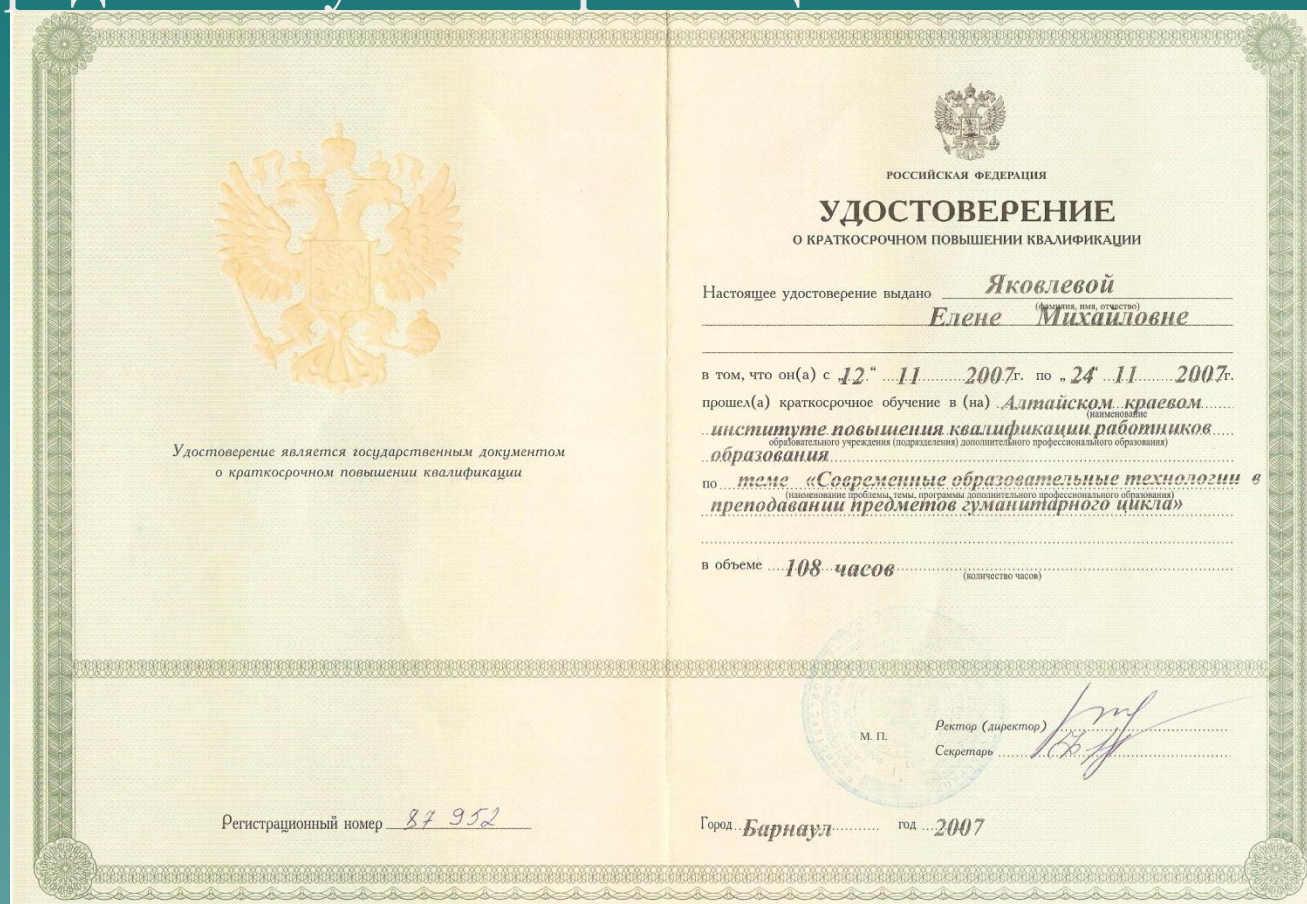 Удостоверение является государственным документом
о краткосрочном повышении квалификации
Регистрационный номер 87 952
РОССИЙСКАЯ ФЕДЕРАЦИЯ
УДОСТОВЕРЕНИЕ
О КРАТКОСРОЧНОМ ПОВЫШЕНИИ КВАЛИФИКАЦИИ
Настоящее удостоверение выдано Яковлевой
(фамилия, имя, отчество)
Елене Михайловне
в том, что он(а) с „12“ 11 2007г. по „24“ 11 2007г.
прошел(а) краткосрочное обучение в (на) Алтайском краевом
(наименование
институте повышения квалификации работников
образовательного учреждения (подразделения) дополнительного профессионального образования)
образования
по теме «Современные образовательные технологии в
(наименование проблемы, темы, программы дополнительного профессионального образования)
преподавании предметов гуманитарного цикла»
в объеме 108 часов
(количество часов)
М. П.
Ректор (директор)
Секретарь
Город Барнаул год 2007